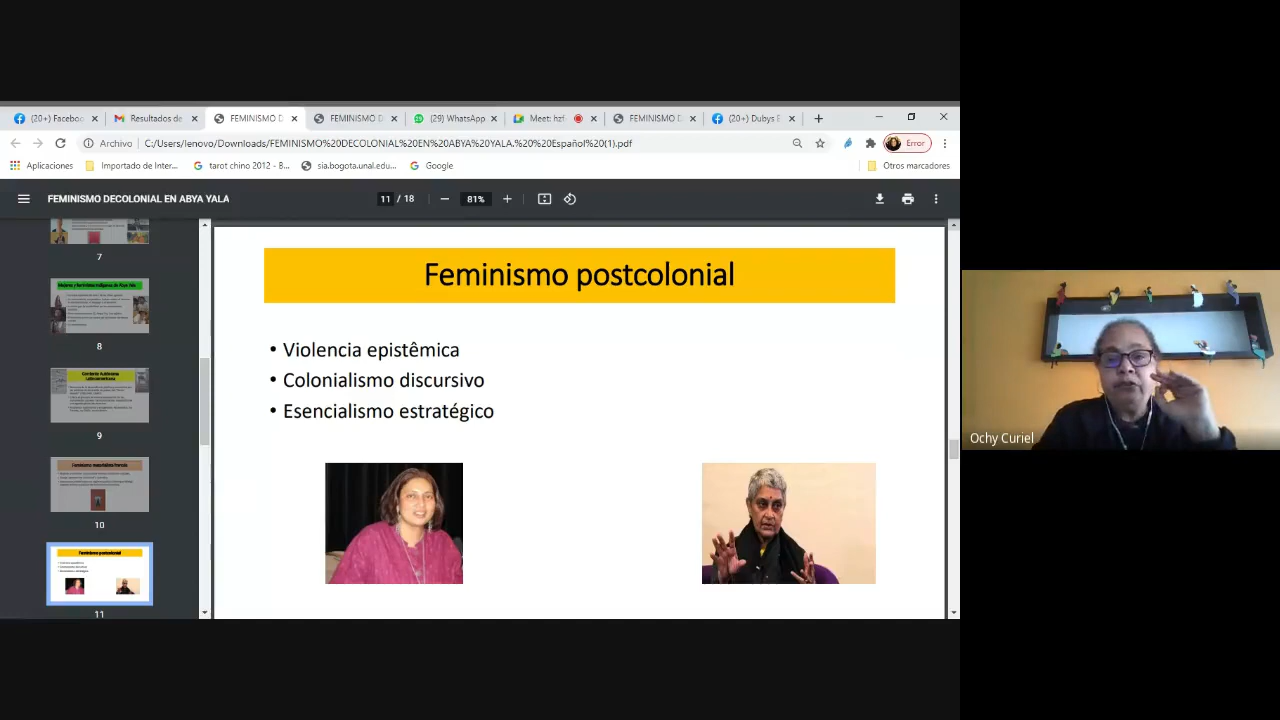 (20+) Facebo
Resultados de
FEMINISMO D
FEMINISMO D
(29) WhatsApp
Meet: hzf
FEMINISMO D
(20+) Dubys E
Archivo
C:/Users/lenovo/Downloads/FEMINISMO%20DECOLONIAL%20EN%20ABYA%20YALA.%20%20Español%20(1).pdf
Error
Aplicaciones
Importado de Inter...
tarot chino 2012 - B...
sia.bogota.unal.edu...
Google
Otros marcadores
FEMINISMO DECOLONIAL EN ABYA YALA
11 / 18
81%
7
8
9
Feminismo postcolonial
10
11
Feminismo postcolonial
• Violencia epistêmica
• Colonialismo discursivo
• Esencialismo estratégico
Ochy Curiel